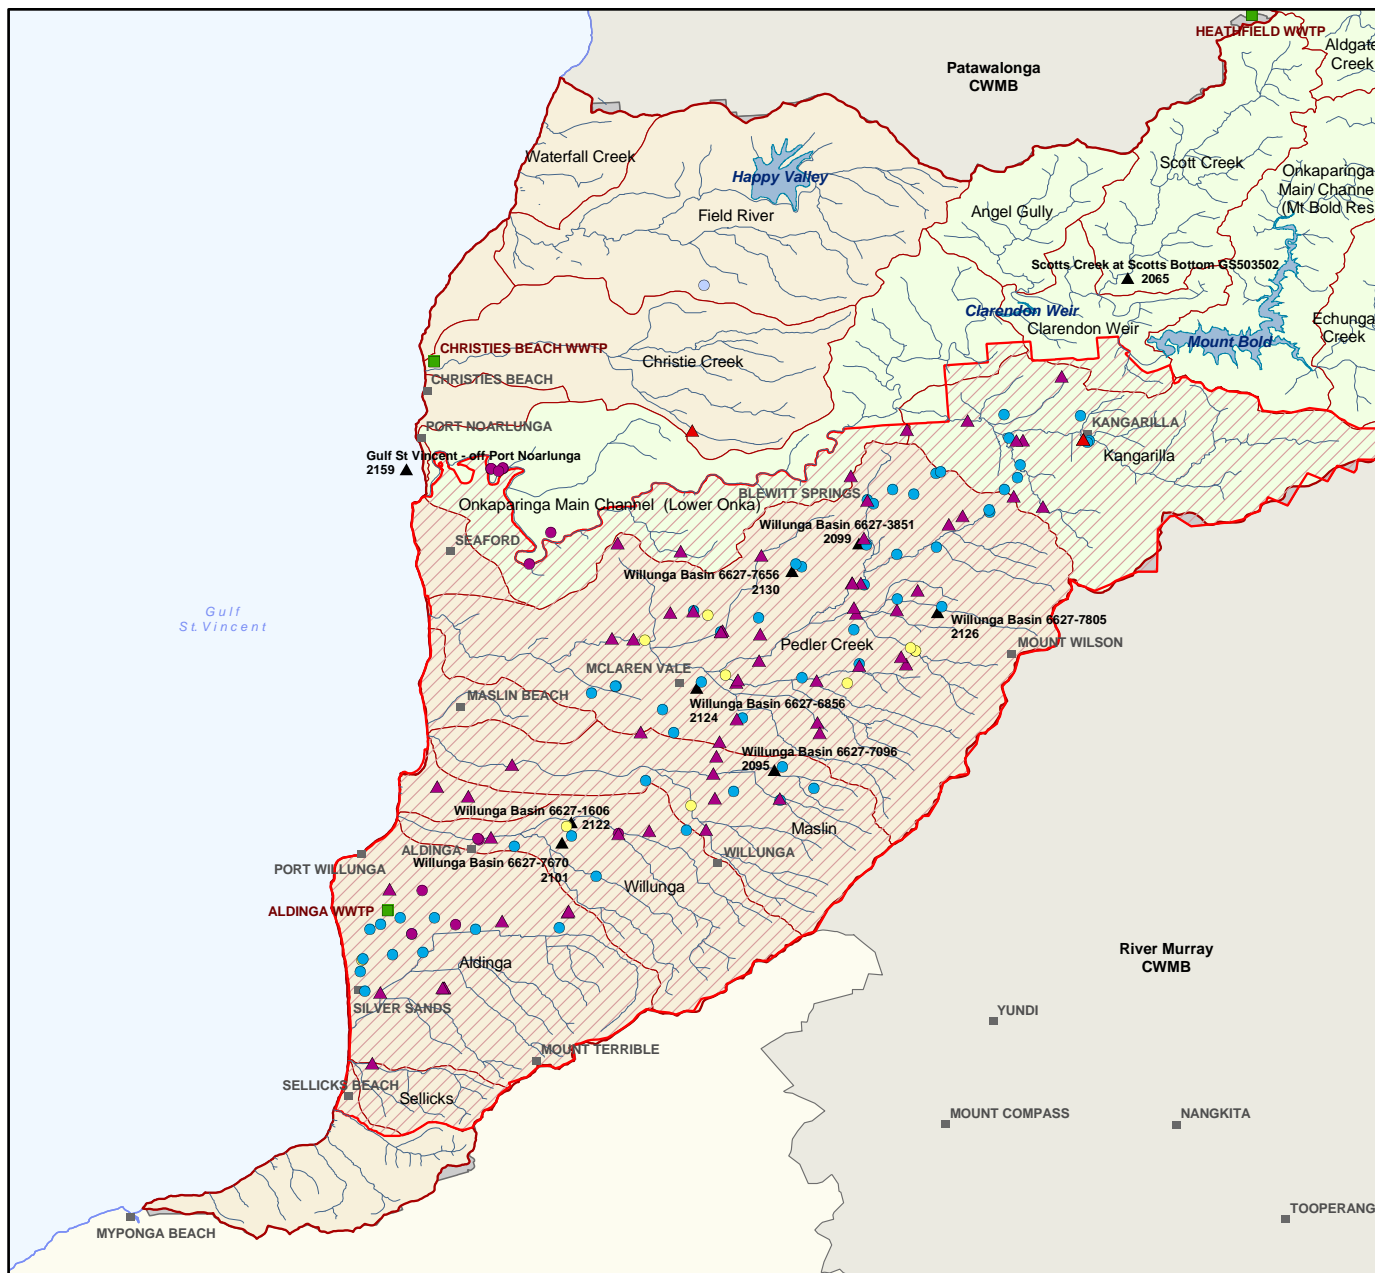 HEATHFIELD WWTP
Aldgate
Creek
Patawalonga
CWMB
Waterfall Creek
Scott Creek
Happy Valley
Onkaparinga
Main Channe
(Mt Bold Res
Field River
Angel Gully
Scotts Creek at Scotts Bottom GS503502
2065
Clarendon Weir
Clarendon Weir
Echunga
Creek
Mount Bold
CHRISTIES BEACH WWTP
Christie Creek
CHRISTIES BEACH
PORT NOARLUNGA
KANGARILLA
Kangarilla
Gulf St Vincent - off Port Noarlunga
2159
BLEWITT SPRINGS
Onkaparinga Main Channel (Lower Onka)
Willunga Basin 6627-3851
2099
SEAFORD
Willunga Basin 6627-7656
2130
Gulf
St.Vincent
Willunga Basin 6627-7805
2126
Pedler Creek
MOUNT WILSON
MCLAREN VALE
MASLIN BEACH
Willunga Basin 6627-6856
2124
Willunga Basin 6627-7096
2095
Willunga Basin 6627-1606
2122
Maslin
ALDINGA
WILLUNGA
PORT WILLUNGA
Willunga Basin 6627-7670
2101
Willunga
ALDINGA WWTP
River Murray
CWMB
Aldinga
SILVER SANDS
YUNDI
MOUNT TERRIBLE
SELLICKS BEACH
Sellicks
MOUNT COMPASS
NANGKITA
TOOPERANG
MYPONGA BEACH